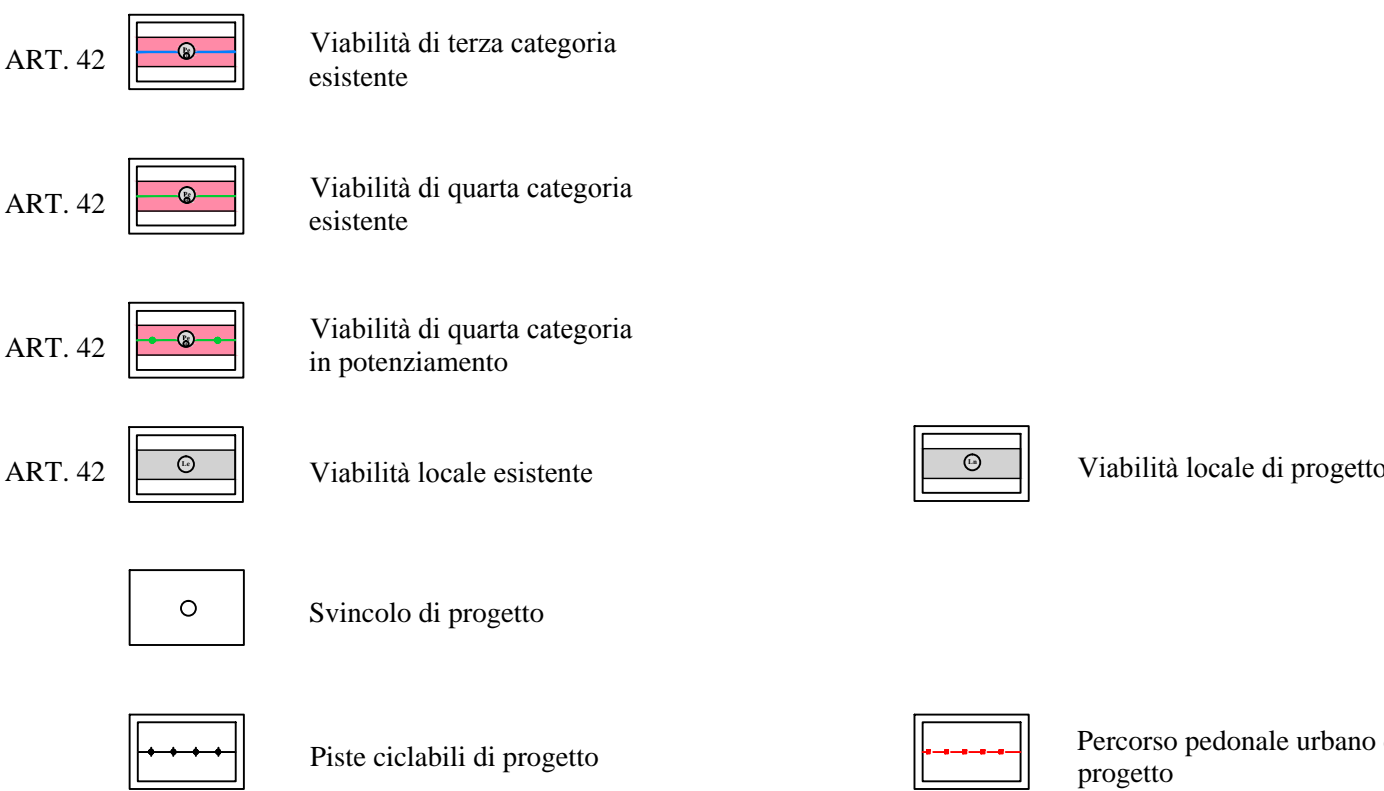 ART. 42
Viabilità di terza categoria
esistente
ART. 42
Viabilità di quarta categoria
esistente
ART. 42
Viabilità di quarta categoria
in potenziamento
ART. 42
Le
Viabilità locale esistente
Ln
Viabilità locale di progetto
Svincolo di progetto
Piste ciclabili di progetto
Percorso pedonale urbano
progetto